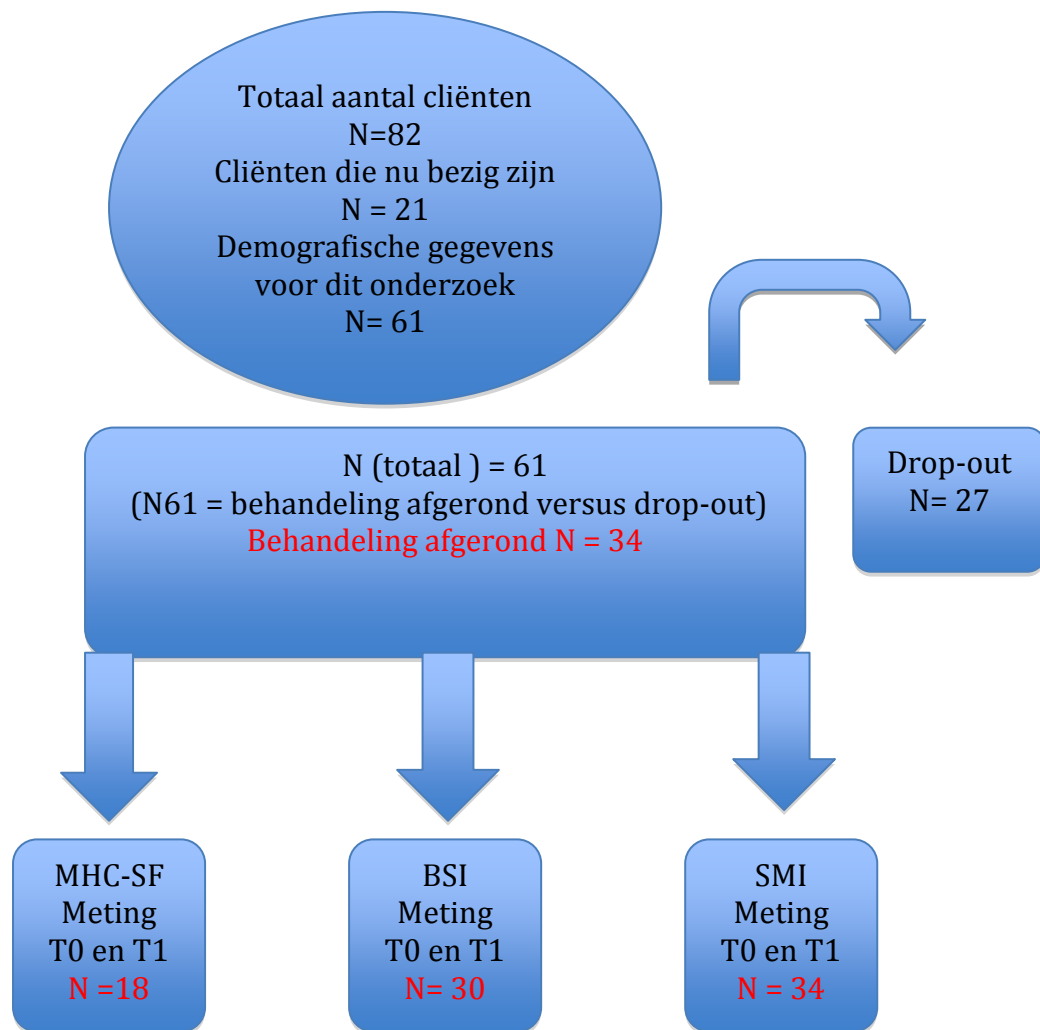 Totaal aantal cliënten
N=82
Cliënten die nu bezig zijn
N = 21
Demografische gegevens
voor dit onderzoek
N= 61
N (totaal ) = 61
(N61 = behandeling afgerond versus drop-out)
Behandeling afgerond N = 34
Drop-out
N= 27
MHC-SF
Meting
T0 en T1
N =18
BSI
Meting
T0 en T1
N= 30
SMI
Meting
T0 en T1
N = 34